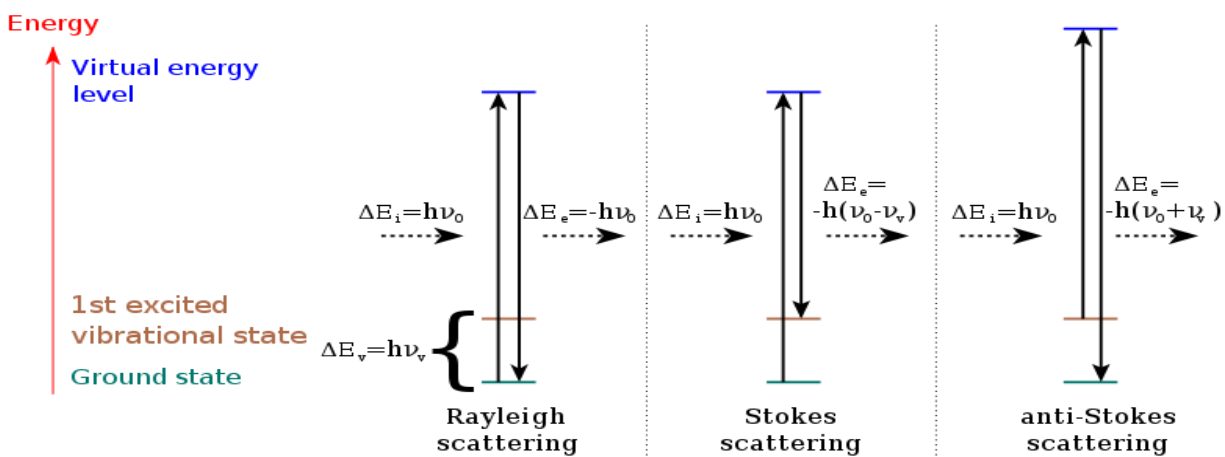 Energy
Virtual energy
level
ΔEᵢ=hν₀
ΔEₑ=-hν₀
ΔEᵢ=hν₀
ΔEₑ=
-h(ν₀-νᵥ)
ΔEᵢ=hν₀
ΔEₑ=
-h(ν₀+νᵥ)
1st excited
vibrational state
ΔEᵥ=hνᵥ
Ground state
Rayleigh
scattering
Stokes
scattering
anti-Stokes
scattering